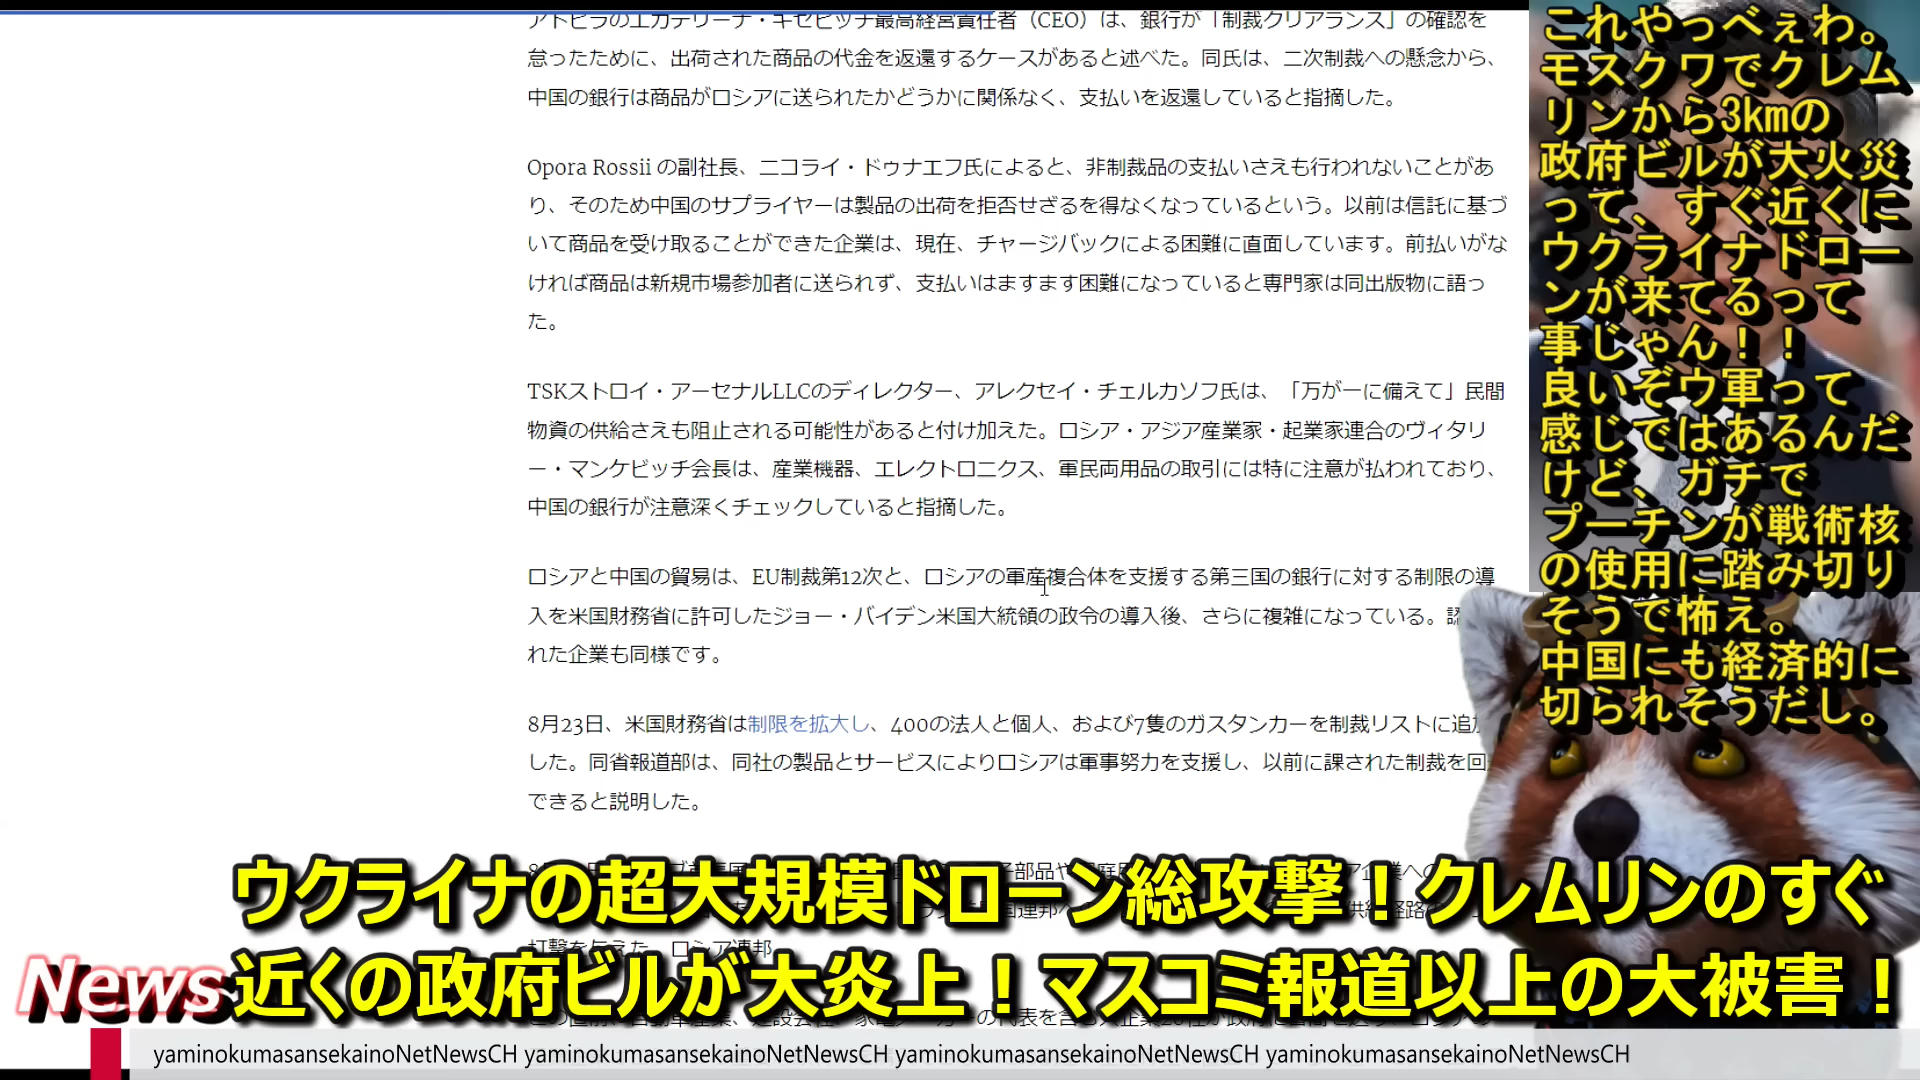 アトビラのエカテリーナ・キセビッチ最高経営責任者（CEO）は、銀行が「制裁クリアランス」の確認を
怠ったために、出荷された商品の代金を返還するケースがあると述べた。同氏は、二次制裁への懸念から、
中国の銀行は商品がロシアに送られたかどうかに関係なく、支払いを返還していると指摘した。
Opora Rossii の副社長、ニコライ・ドゥナエフ氏によると、非制裁品の支払いさえも行われないことがあ
り、そのため中国のサプライヤーは製品の出荷を拒否せざるを得なくなっているという。以前は信託に基づ
いて商品を受け取ることができた企業は、現在、チャージバックによる困難に直面しています。前払いがな
ければ商品は新規市場参加者に送られず、支払いはますます困難になっていると専門家は同出版物に語っ
た。
TSKストロイ・アーセナルLLCのディレクター、アレクセイ・チェルカソフ氏は、「万が一に備えて」民間
物資の供給さえも阻止される可能性があると付け加えた。ロシア・アジア産業家・起業家連合のヴィタリ
ー・マンケビッチ会長は、産業機器、エレクトロニクス、軍民両用品の取引には特に注意が払われており、
中国の銀行が注意深くチェックしていると指摘した。
ロシアと中国の貿易は、EU制裁第12次と、ロシアの軍産複合体を支援する第三国の銀行に対する制限の導
入を米国財務省に許可したジョー・バイデン米国大統領の政令の導入後、さらに複雑になっている。
れた企業も同様です。
8月23日、米国財務省は制限を拡大し、400の法人と個人、および7隻のガスタンカーを制裁リストに追加
した。同省報道部は、同社の製品とサービスによりロシアは軍事努力を支援し、以前に課された制裁を回
できると説明した。
打撃を与えた。ロシア連邦
これやっべぇわ。
モスクワでクレム
リンから3kmの
政府ビルが大火災
って、すぐ近くに
ウクライナドロー
ンが来てるって
事じゃん！！
良いぞウ軍って
感じではあるんだ
けど、ガチで
プーチンが戦術核
の使用に踏み切り
そうで怖え。
中国にも経済的に
切られそうだし。
ウクライナの超大規模ドローン総攻撃！クレムリンのすぐ
近くの政府ビルが大炎上！マスコミ報道以上の大被害！
News
yaminokumasansekainoNetNewsCH yaminokumasansekainoNetNewsCH yaminokumasansekainoNetNewsCH yaminokumasansekainoNetNewsCH